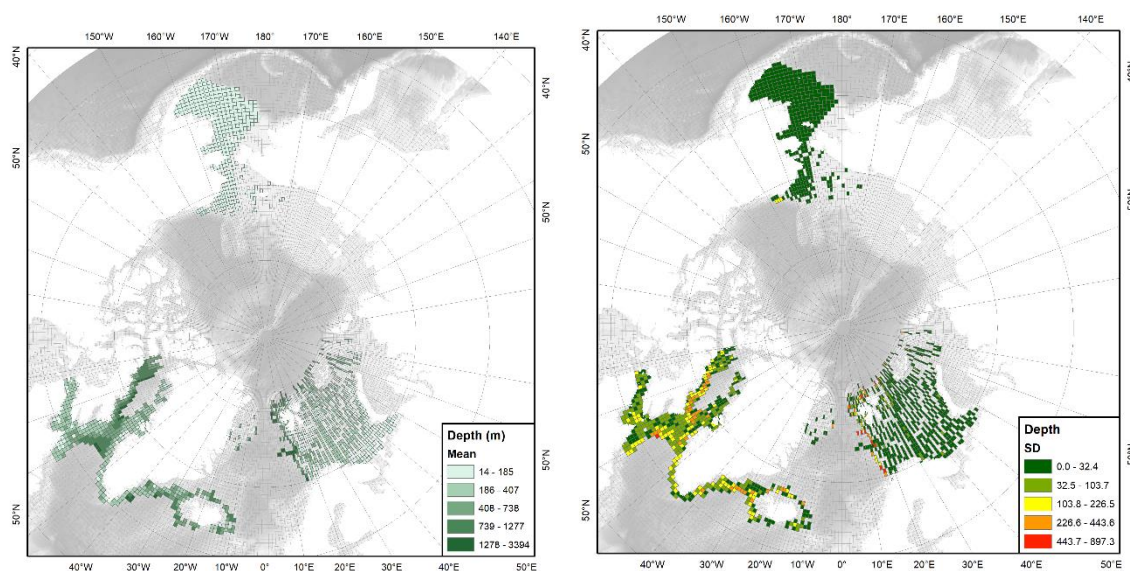 150°W 160°W 170°W 180° 170°E 160°E 150°E 140°E
40°N
40°N
50°N
50°N
50°N
50°N
Depth (m)
Mean
14 - 185
186 - 407
408 - 738
739 - 1277
1278 - 3394
40°W 30°W 20°W 10°W 0° 10°E 20°E 30°E 40°E 50°E
150°W 160°W 170°W 180° 170°E 160°E 150°E 140°E
40°N
40°N
50°N
50°N
50°N
50°N
Depth
SD
0.0 - 32.4
32.5 - 103.7
103.8 - 226.5
226.6 - 443.6
443.7 - 897.3
40°W 30°W 20°W 10°W 0° 10°E 20°E 30°E 40°E 50°E